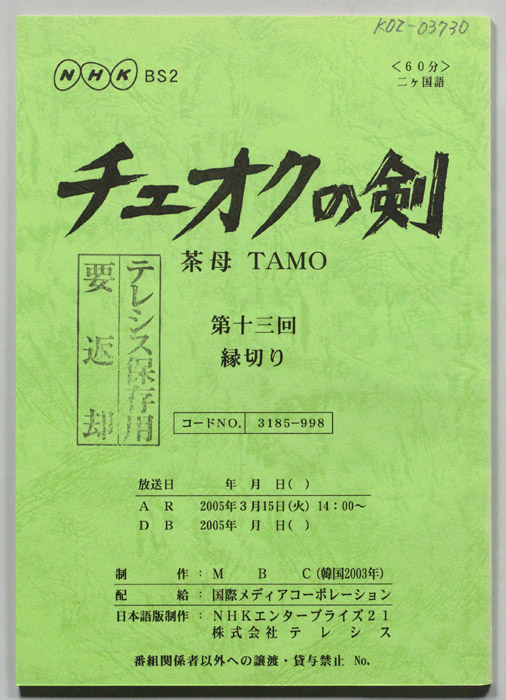 K02-03730
NHK BS2
<60分>
二ヶ国語
チェオクの剣
茶母 TAMO
テレシス保存用
要返却
第十三回
縁切り
コードNO. 3185-998
放送日 年 月 日( )
AR 2005年3月15日(火) 14:00~
DB 2005年 月 日( )
制作: MBC(韓国2003年)
配給: 国際メディアコーポレーション
日本語版制作: NHKエンタープライズ21
株式会社テレシス
番組関係者以外への譲渡・貸与禁止 No.